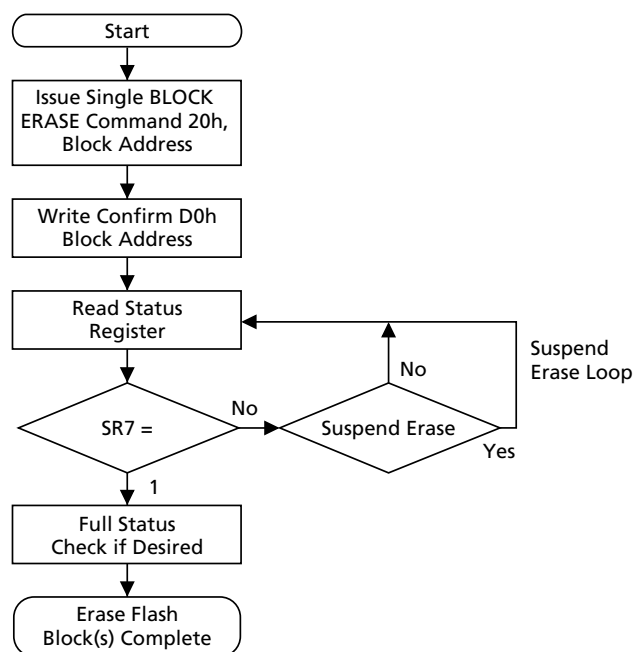 Start
Issue Single BLOCK
ERASE Command 20h,
Block Address
Write Confirm D0h
Block Address
Read Status
Register
Suspend
Erase Loop
No
No
SR7 =
Suspend Erase
Yes
1
Full Status
Check if Desired
Erase Flash
Block(s) Complete